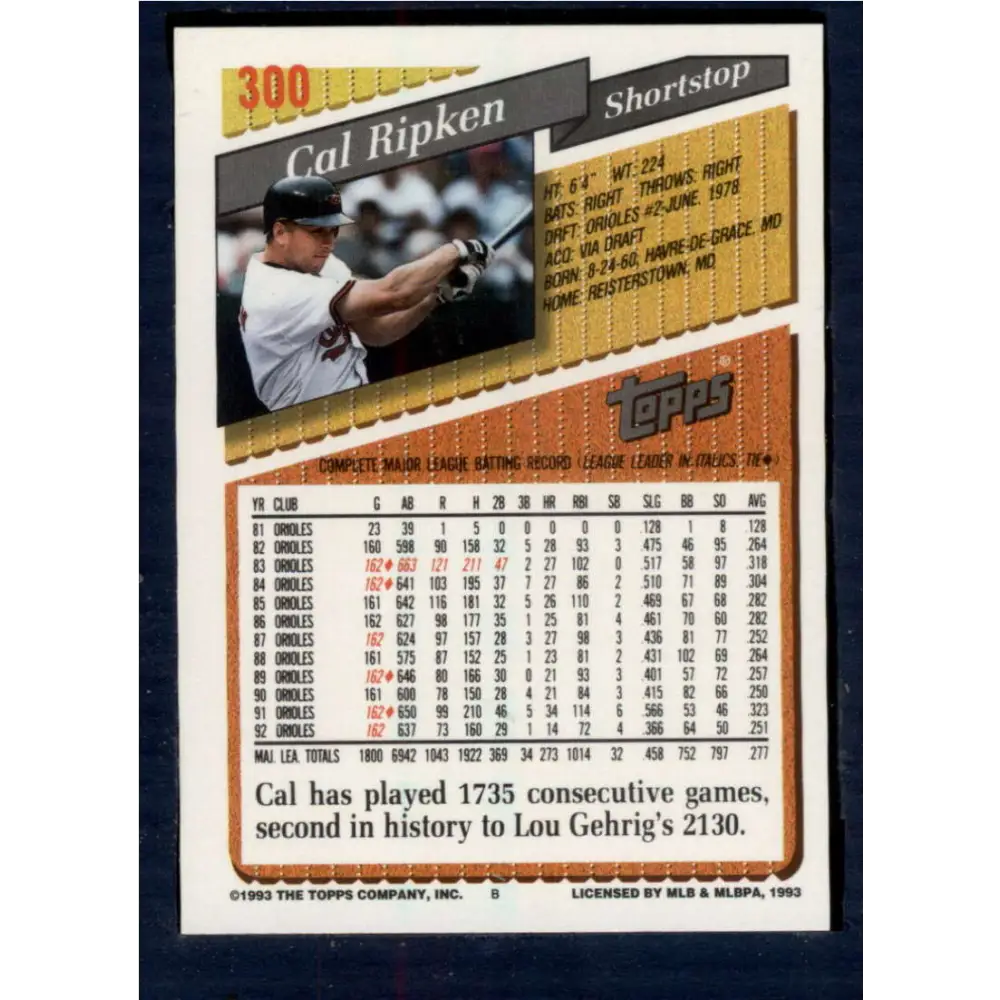 300
Cal Ripken
Shortstop
HT: 6'4" WT: 224
BATS: RIGHT THROWS: RIGHT
DRFT: ORIOLES #2-JUNE, 1978
ACQ: VIA DRAFT
BORN: 8-24-60, HAVRE-DE-GRACE, MD
HOME: REISTERSTOWN, MD
topps®
COMPLETE MAJOR LEAGUE BATTING RECORD (LEAGUE LEADER IN ITALICS, TIE♦)
YR CLUB G AB R H 2B 3B HR RBI SB SLG BB SO AVG
81 ORIOLES 23 39 1 5 0 0 0 0 0 .128 1 8 .128
82 ORIOLES 160 598 90 158 32 5 28 93 3 .475 46 95 .264
83 ORIOLES 162♦ 663 121 211 47 2 27 102 0 .517 58 97 .318
84 ORIOLES 162♦ 641 103 195 37 7 27 86 2 .510 71 89 .304
85 ORIOLES 161 642 116 181 32 5 26 110 2 .469 67 68 .282
86 ORIOLES 162 627 98 177 35 1 25 81 4 .461 70 60 .282
87 ORIOLES 162 624 97 157 28 3 27 98 3 .436 81 77 .252
88 ORIOLES 161 575 87 152 25 1 23 81 2 .431 102 69 .264
89 ORIOLES 162♦ 646 80 166 30 0 21 93 3 .401 57 72 .257
90 ORIOLES 161 600 78 150 28 4 21 84 3 .415 82 66 .250
91 ORIOLES 162♦ 650 99 210 46 5 34 114 6 .566 53 46 .323
92 ORIOLES 162 637 73 160 29 1 14 72 4 .366 64 50 .251
MAJ. LEA. TOTALS 1800 6942 1043 1922 369 34 273 1014 32 .458 752 797 .277
Cal has played 1735 consecutive games,
second in history to Lou Gehrig's 2130.
©1993 THE TOPPS COMPANY, INC. B LICENSED BY MLB & MLBPA, 1993